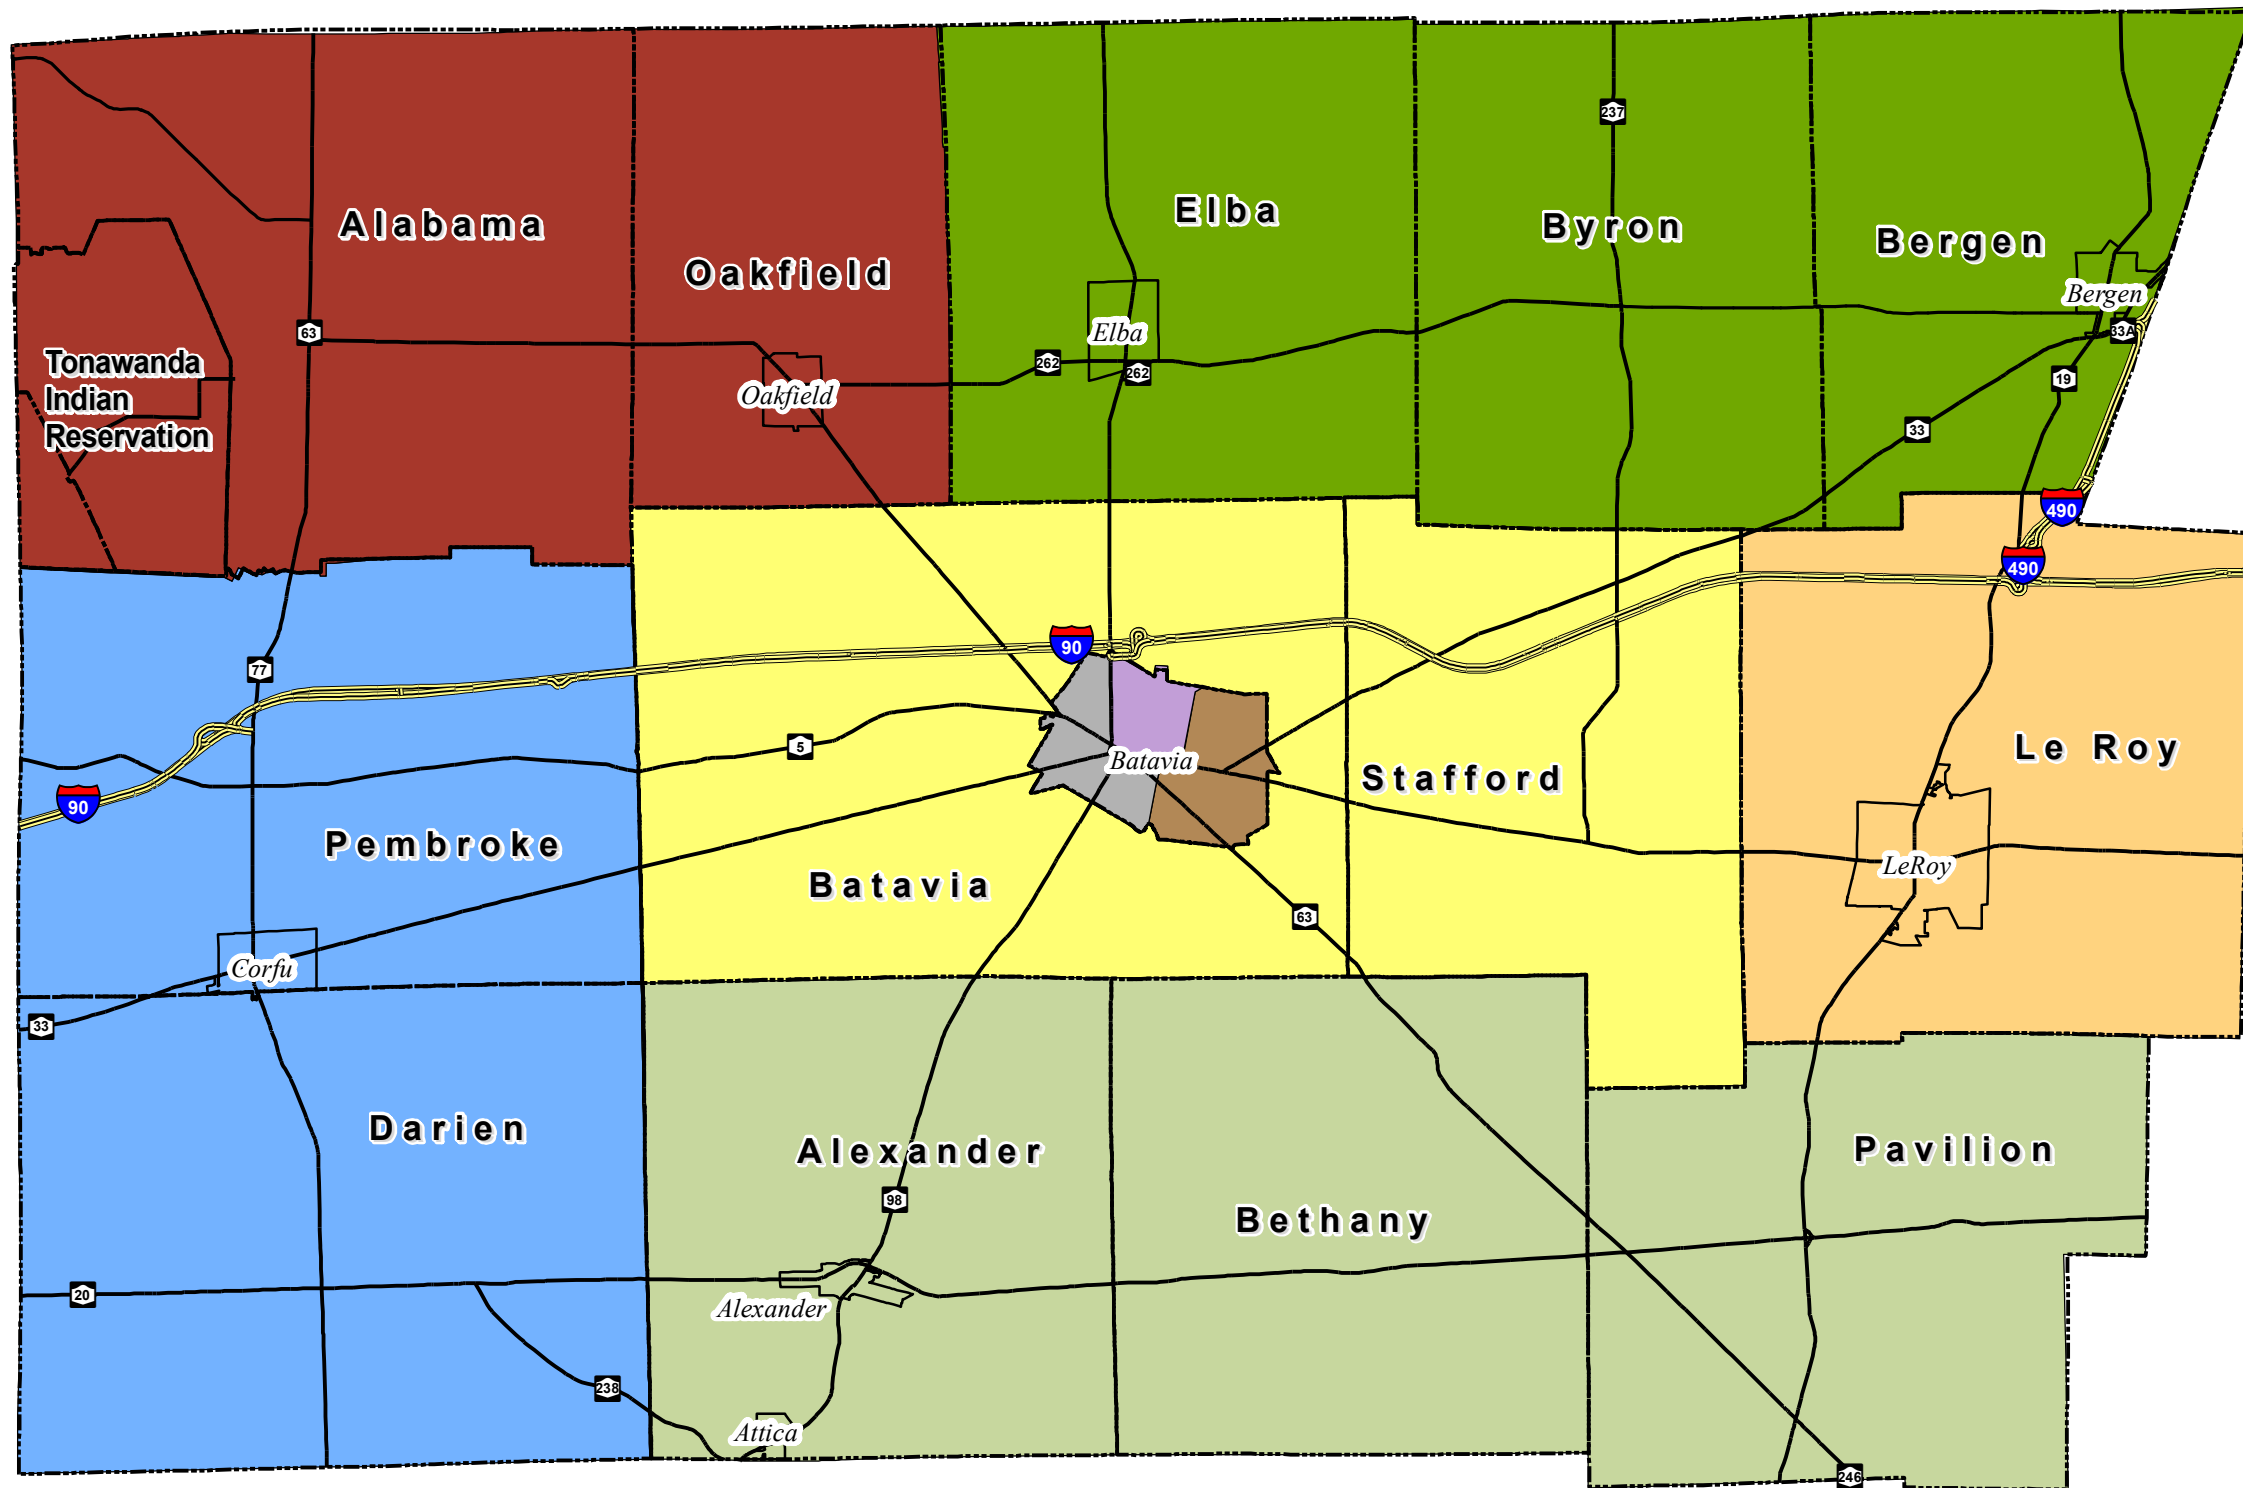 237
Elba
Alabama
Byron
Bergen
Oakfield
Bergen
63
Elba
33A
Tonawanda
Indian
Reservation
262
262
19
Oakfield
33
490
490
90
77
5
Batavia
Le Roy
Stafford
90
Pembroke
LeRoy
Batavia
63
Corfu
33
Darien
Alexander
Pavilion
98
Bethany
20
Alexander
238
Attica
246